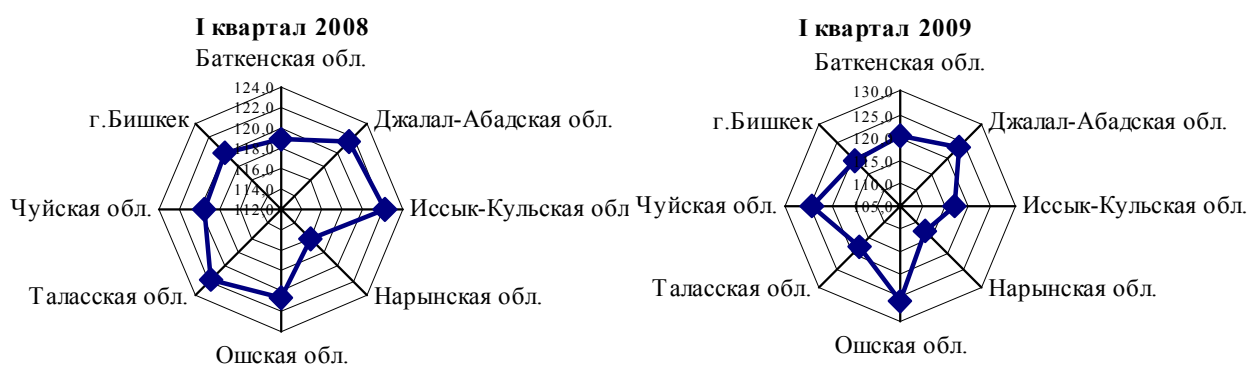 I квартал 2008
Баткенская обл.
124,0
122,0
120,0
118,0
116,0
114,0
112,0
Джалал-Абадская обл.
Иссык-Кульская обл
Нарынская обл.
Ошская обл.
Таласская обл.
Чуйская обл.
г.Бишкек
I квартал 2009
Баткенская обл.
130,0
125,0
120,0
115,0
110,0
105,0
Джалал-Абадская обл.
Иссык-Кульская обл.
Нарынская обл.
Ошская обл.
Таласская обл.
Чуйская обл.
г.Бишкек